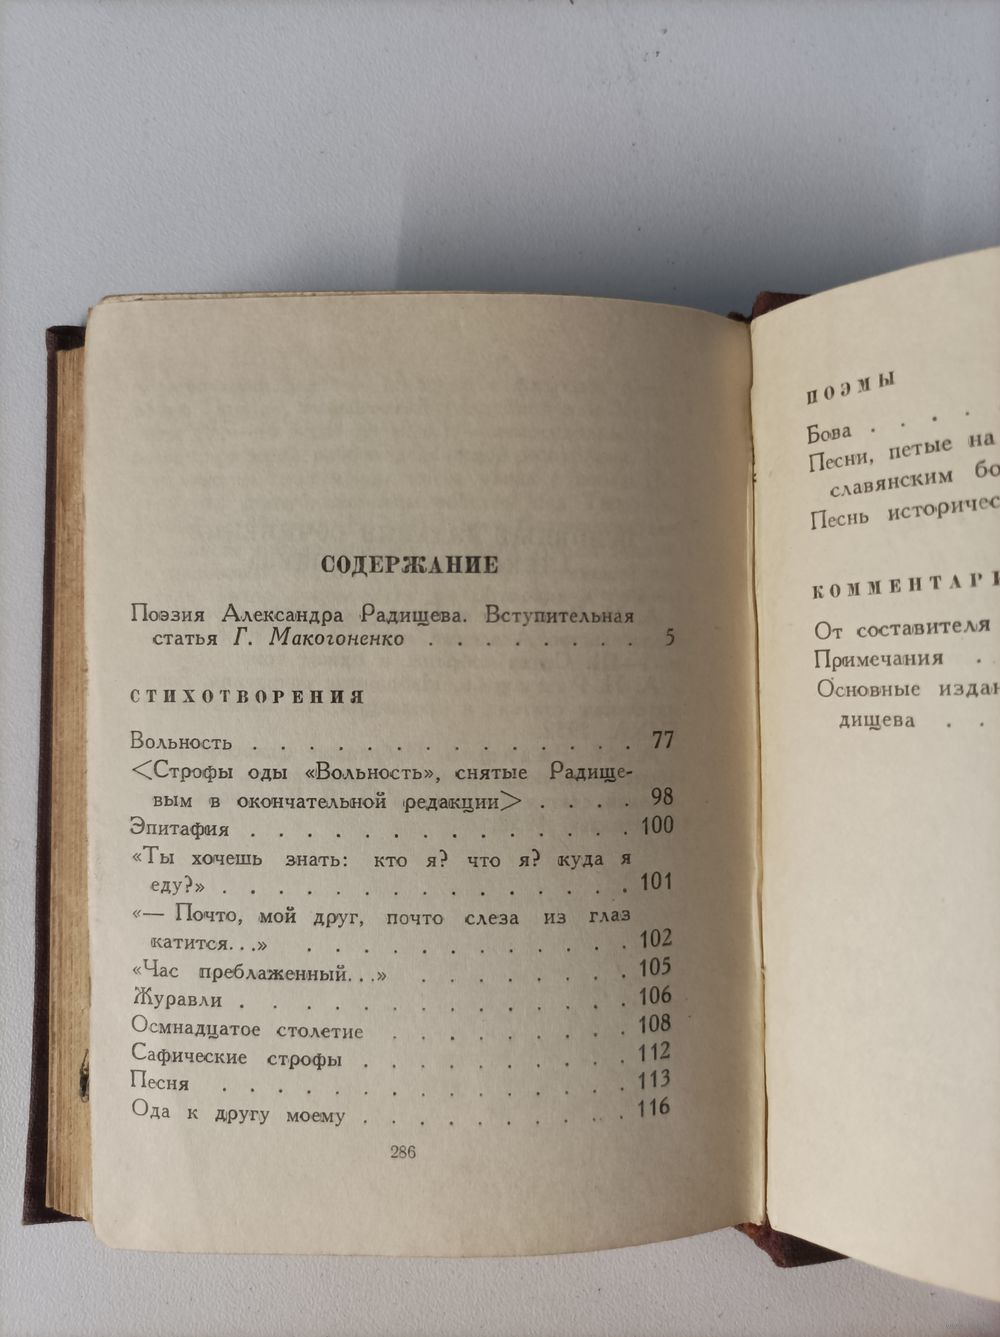 СОДЕРЖАНИЕ
Поэзия Александра Радищева. Вступительная
статья Г. Макогоненко . . . . . . . . 5
СТИХОТВОРЕНИЯ
Вольность . . . . . . . . . . . . . . 77
<Строфы оды «Вольность», снятые Радище-
вым в окончательной редакции> . . . . 98
Эпитафия . . . . . . . . . . . . . . 100
«Ты хочешь знать: кто я? что я? куда я
еду?» . . . . . . . . . . . . . . . 101
«— Почто, мой друг, почто слеза из глаз
катится...» . . . . . . . . . . . . 102
«Час преблаженный...» . . . . . . . . 105
Журавли . . . . . . . . . . . . . . 106
Осмнадцатое столетие . . . . . . . . 108
Сафические строфы . . . . . . . . . . 112
Песня . . . . . . . . . . . . . . . 113
Ода к другу моему . . . . . . . . . . 116
286
ПОЭМЫ
Бова . . . .
Песни, петые на
славянским бо
Песнь историчес
КОММЕНТАРИ
От составителя
Примечания .
Основные издан
дищева . .